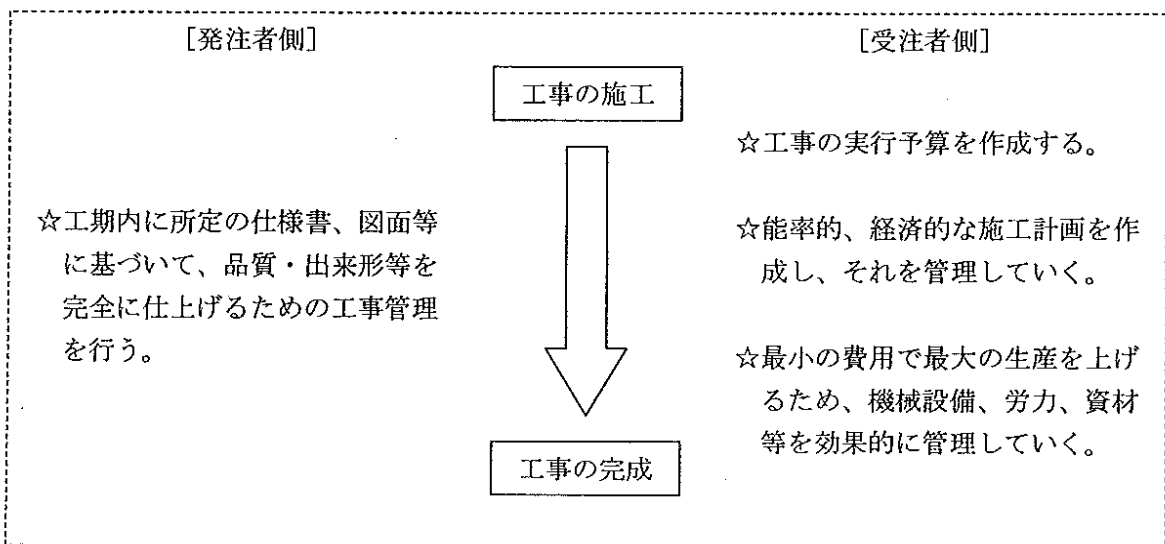 [発注者側]
[受注者側]
工事の施工
☆工事の実行予算を作成する。
☆工期内に所定の仕様書、図面等
に基づいて、品質・出来形等を
完全に仕上げるための工事管理
を行う。
☆能率的、経済的な施工計画を作
成し、それを管理していく。
☆最小の費用で最大の生産を上げ
るため、機械設備、労力、資材
等を効果的に管理していく。
工事の完成